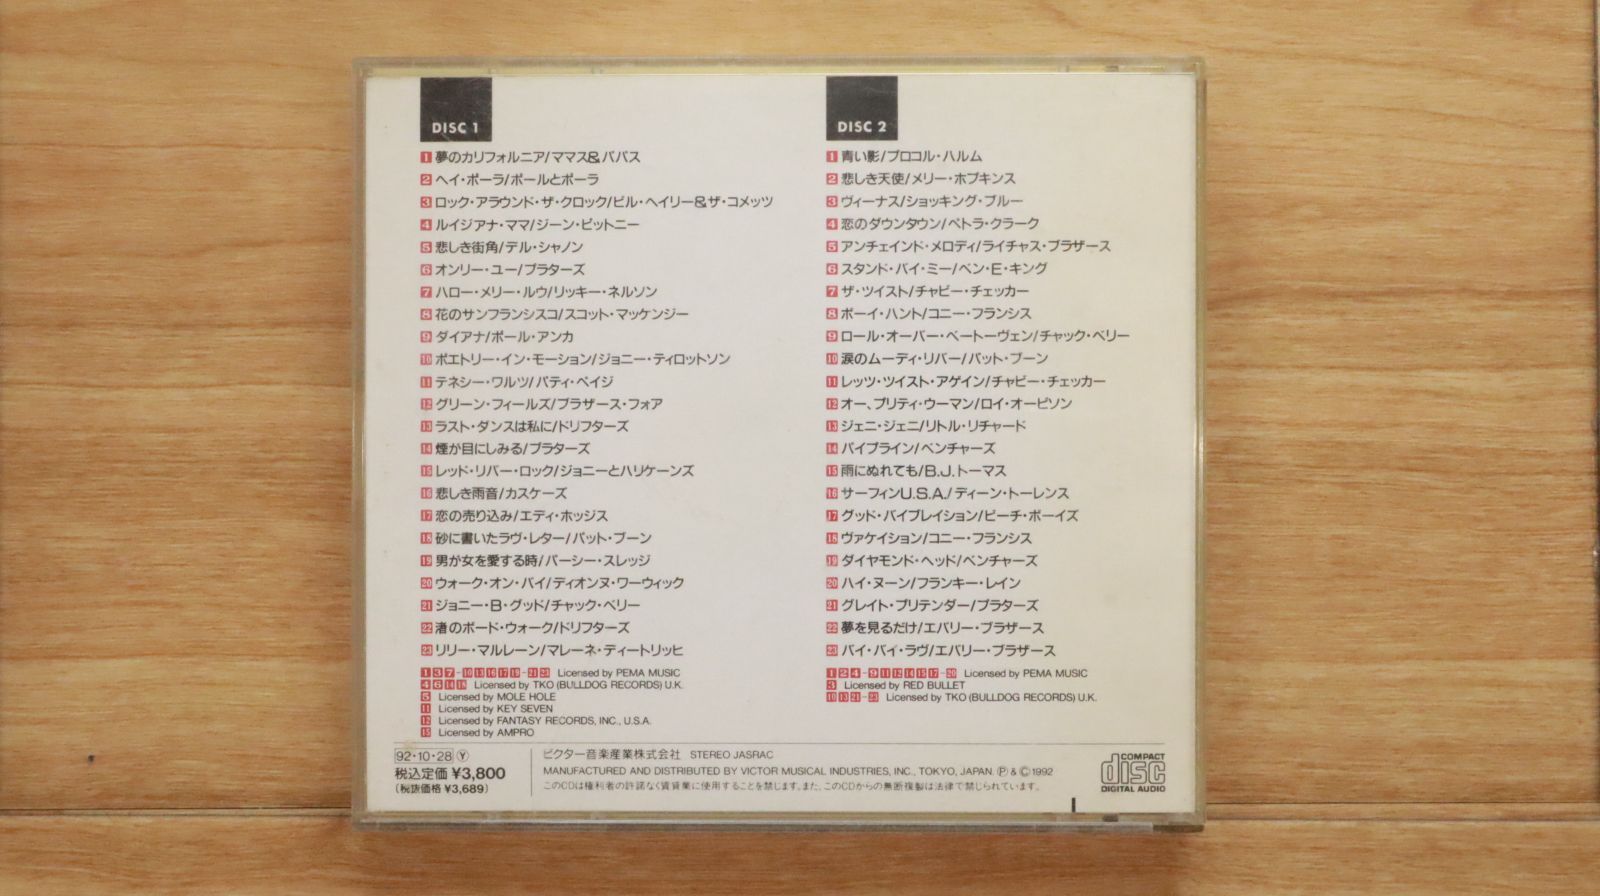 DISC 1
1 夢のカリフォルニア/ママス&パパス
2 ヘイ・ポーラ/ポールとポーラ
3 ロック・アラウンド・ザ・クロック/ビル・ヘイリー&ザ・コメッツ
4 ルイジアナ・ママ/ジーン・ピットニー
5 悲しき街角/デル・シャノン
6 オンリー・ユー/プラターズ
7 ハロー・メリー・ルウ/リッキー・ネルソン
8 花のサンフランシスコ/スコット・マッケンジー
9 ダイアナ/ポール・アンカ
10 ポエトリー・イン・モーション/ジョニー・ティロットソン
11 テネシー・ワルツ/パティ・ペイジ
12 グリーン・フィールズ/ブラザース・フォア
13 ラスト・ダンスは私に/ドリフターズ
14 煙が目にしみる/プラターズ
15 レッド・リバー・ロック/ジョニーとハリケーンズ
16 悲しき雨音/カスケーズ
17 恋の売り込み/エディ・ホッジス
18 砂に書いたラヴ・レター/パット・ブーン
19 男が女を愛する時/パーシー・スレッジ
20 ウォーク・オン・バイ/ディオンヌ・ワーウィック
21 ジョニー・B・グッド/チャック・ベリー
22 渚のボード・ウォーク/ドリフターズ
23 リリー・マルレーン/マレーネ・ディートリッヒ
1 3 7-10 13 16 17 19-21 23 Licensed by PEMA MUSIC
4 6 14 18 Licensed by TKO (BULLDOG RECORDS) U.K.
5 Licensed by MOLE HOLE
11 Licensed by KEY SEVEN
12 Licensed by FANTASY RECORDS, INC., U.S.A.
15 Licensed by AMPRO
DISC 2
1 青い影/プロコル・ハルム
2 悲しき天使/メリー・ホプキンス
3 ヴィーナス/ショッキング・ブルー
4 恋のダウンタウン/ペトラ・クラーク
5 アンチェインド・メロディ/ライチャス・ブラザース
6 スタンド・バイ・ミー/ベン・E・キング
7 ザ・ツイスト/チャビー・チェッカー
8 ボーイ・ハント/コニー・フランシス
9 ロール・オーバー・ベートーヴェン/チャック・ベリー
10 涙のムーディ・リバー/パット・ブーン
11 レッツ・ツイスト・アゲイン/チャビー・チェッカー
12 オー、プリティ・ウーマン/ロイ・オービソン
13 ジェニ・ジェニ/リトル・リチャード
14 パイプライン/ベンチャーズ
15 雨にぬれても/B.J.トーマス
16 サーフィンU.S.A./ディーン・トーレンス
17 グッド・バイブレイション/ビーチ・ボーイズ
18 ヴァケイション/コニー・フランシス
19 ダイヤモンド・ヘッド/ベンチャーズ
20 ハイ・ヌーン/フランキー・レイン
21 グレイト・プリテンダー/プラターズ
22 夢を見るだけ/エバリー・ブラザース
23 バイ・バイ・ラヴ/エバリー・ブラザース
1 2 4-9 11 12 14 15 17-20 Licensed by PEMA MUSIC
3 Licensed by RED BULLET
10 13 21-23 Licensed by TKO (BULLDOG RECORDS) U.K.
92・10・28 Ⓨ
税込定価 ¥3,800
(税抜価格 ¥3,689)
ビクター音楽産業株式会社 STEREO JASRAC
MANUFACTURED AND DISTRIBUTED BY VICTOR MUSICAL INDUSTRIES, INC., TOKYO, JAPAN. Ⓟ & Ⓒ 1992
このCDは権利者の許諾なく賃貸業に使用することを禁じます。また、このCDからの無断複製は法律で禁じられています。
COMPACT
disc
DIGITAL AUDIO